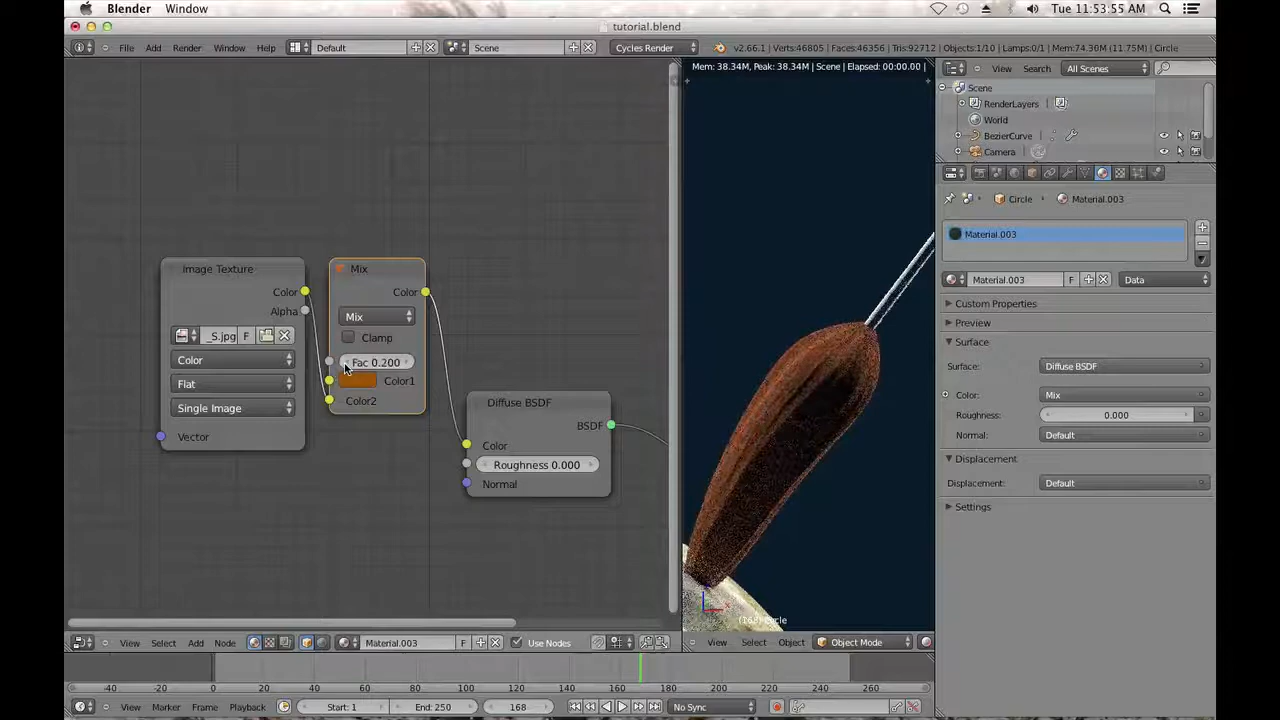 Blender Window Tue 11:53:55 AM
tutorial.blend
File Add Render Window Help Default Scene Cycles Render v2.66.1 | Verts:46805 | Faces:46356 | Tris:92712 | Objects:1/10 | Lamps:0/1 | Mem:74.36M (11.75M) | Circle
Mem: 38.34M, Peak: 38.34M | Scene | Elapsed: 00:00.00 |
View Search All Scenes
Scene
RenderLayers
World
BezierCurve
Camera
Circle Material.003
Material.003
Material.003 F Data
Custom Properties
Preview
Surface
Surface: Diffuse BSDF
Color: Mix
Roughness: 0.000
Normal: Default
Displacement
Displacement: Default
Settings
Image Texture
Color
Alpha
_S.jpg F
Color
Flat
Single Image
Vector
Mix
Color
Mix
Clamp
Fac 0.200
Color1
Color2
Diffuse BSDF
BSDF
Color
Roughness 0.000
Normal
View Select Add Node Material.003 F Use Nodes
View Select Object Object Mode
-40 -20 0 20 40 60 80 100 120 140 160 180 200 220 240 260
View Marker Frame Playback Start: 1 End: 250 168 No Sync